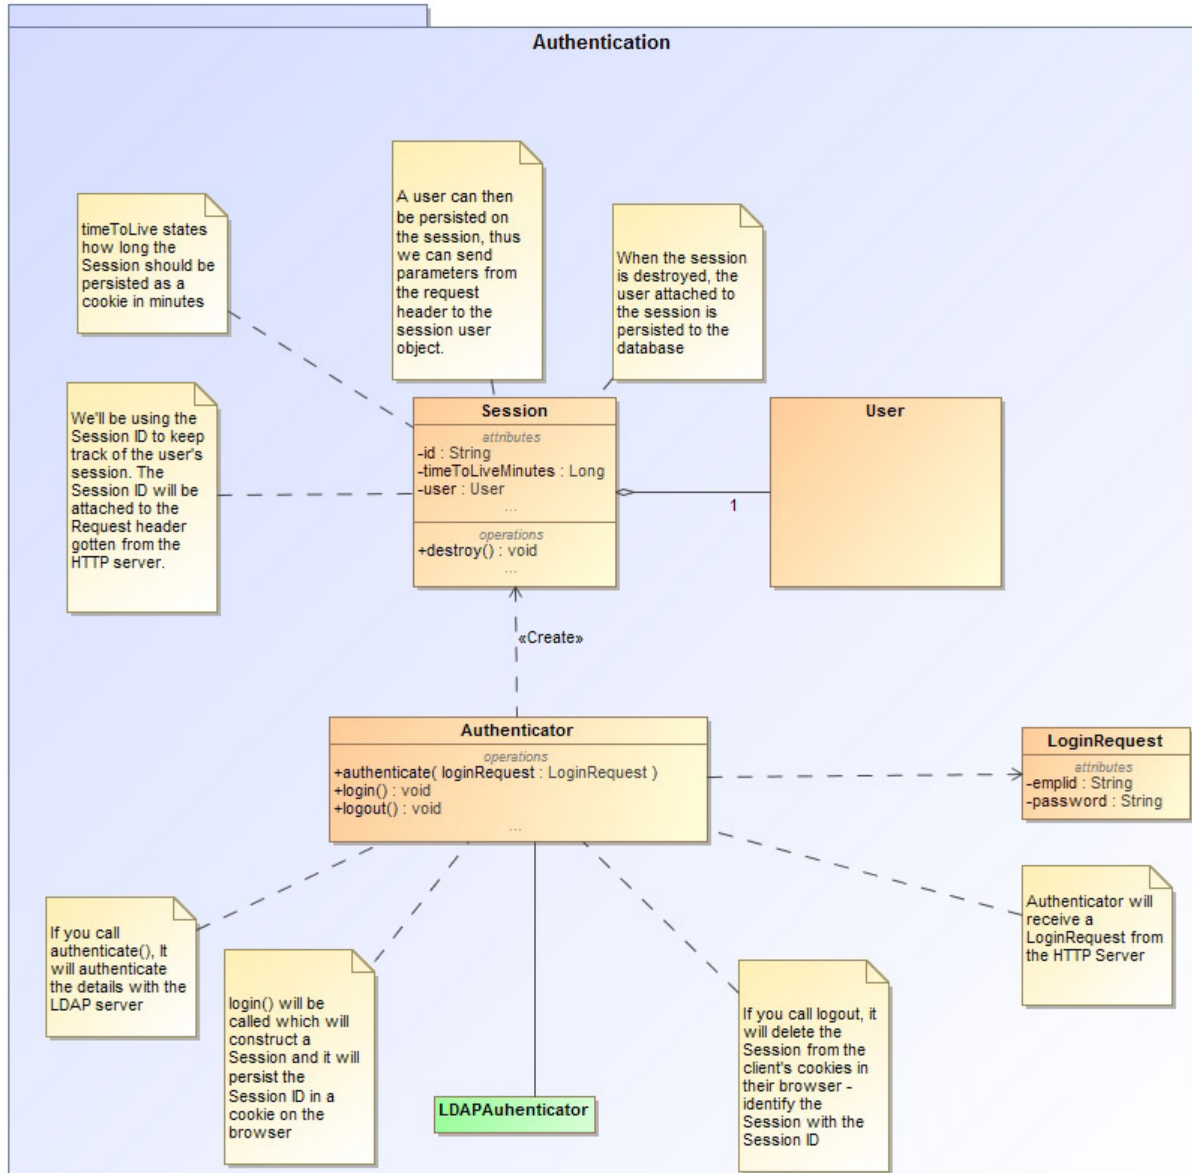 Authentication
timeToLive states
how long the
Session should be
persisted as a
cookie in minutes
A user can then
be persisted on
the session, thus
we can send
parameters from
the request
header to the
session user
object.
When the session
is destroyed, the
user attached to
the session is
persisted to the
database
We'll be using the
Session ID to keep
track of the user's
session. The
Session ID will be
attached to the
Request header
gotten from the
HTTP server.
Session
attributes
-id : String
-timeToLiveMinutes : Long
-user : User
...
operations
+destroy() : void
...
User
1
«Create»
Authenticator
operations
+authenticate( loginRequest : LoginRequest )
+login() : void
+logout() : void
...
LoginRequest
attributes
-emplid : String
-password : String
If you call
authenticate(), It
will authenticate
the details with the
LDAP server
login() will be
called which will
construct a
Session and it will
persist the
Session ID in a
cookie on the
browser
LDAPAuhenticator
If you call logout, it
will delete the
Session from the
client's cookies in
their browser -
identify the
Session with the
Session ID
Authenticator will
receive a
LoginRequest from
the HTTP Server